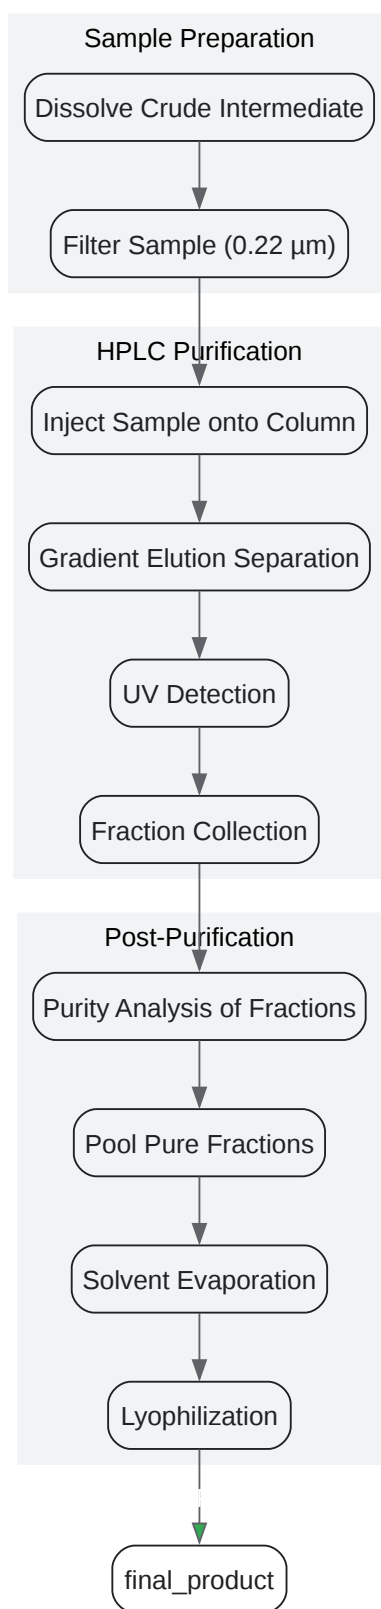 Sample Preparation
Dissolve Crude Intermediate
Filter Sample (0.22 µm)
HPLC Purification
Inject Sample onto Column
Gradient Elution Separation
UV Detection
Fraction Collection
Post-Purification
Purity Analysis of Fractions
Pool Pure Fractions
Solvent Evaporation
Lyophilization
final_product